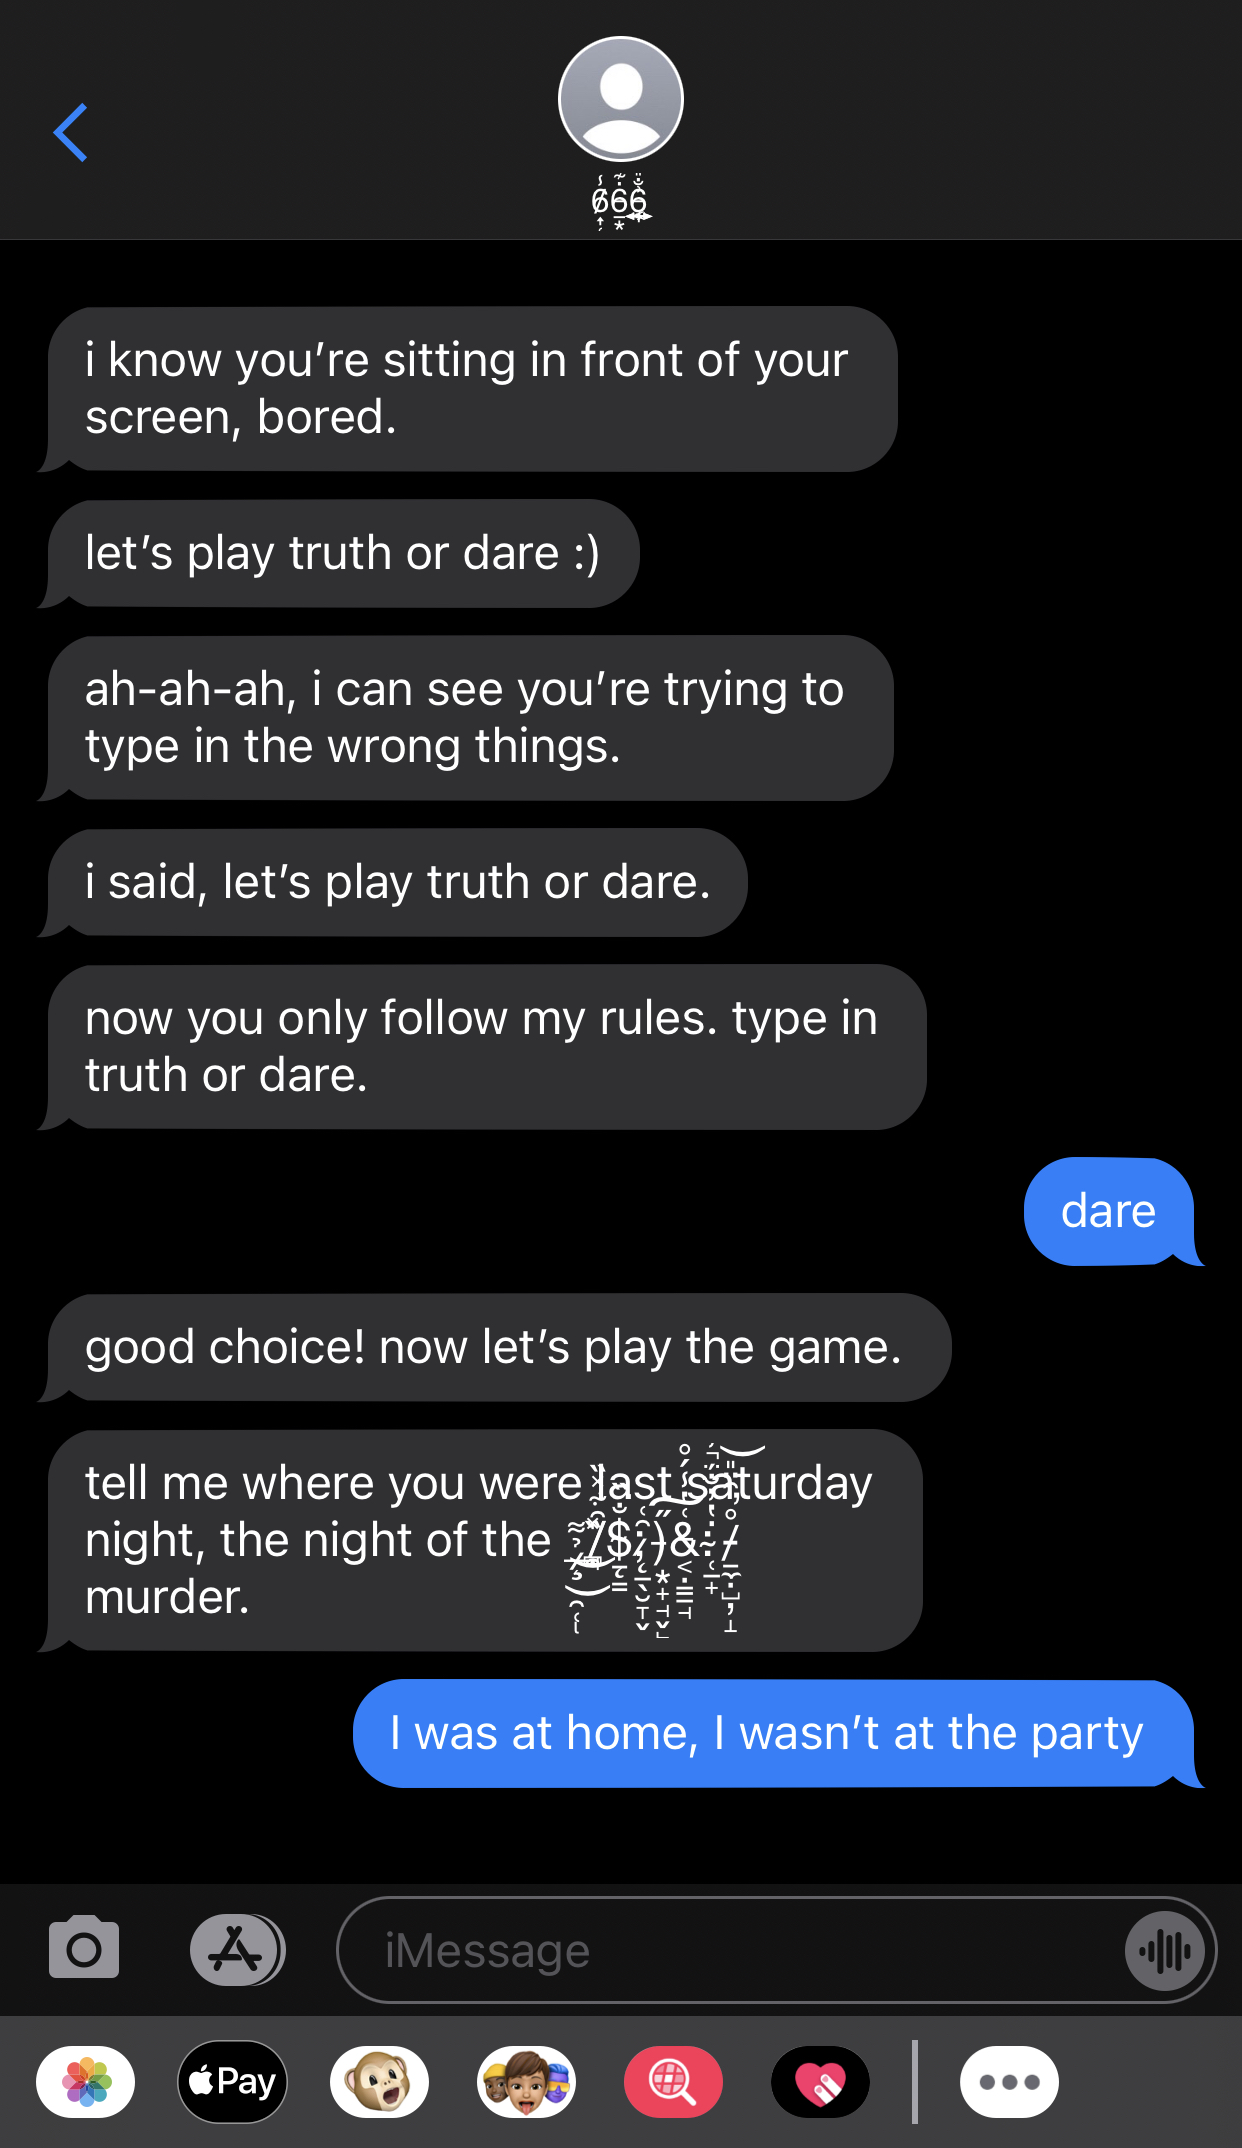 666
i know you’re sitting in front of your
screen, bored.
let’s play truth or dare :)
ah-ah-ah, i can see you’re trying to
type in the wrong things.
i said, let’s play truth or dare.
now you only follow my rules. type in
truth or dare.
dare
good choice! now let’s play the game.
tell me where you were last saturday
night, the night of the
murder.
I was at home, I wasn’t at the party
iMessage
Pay